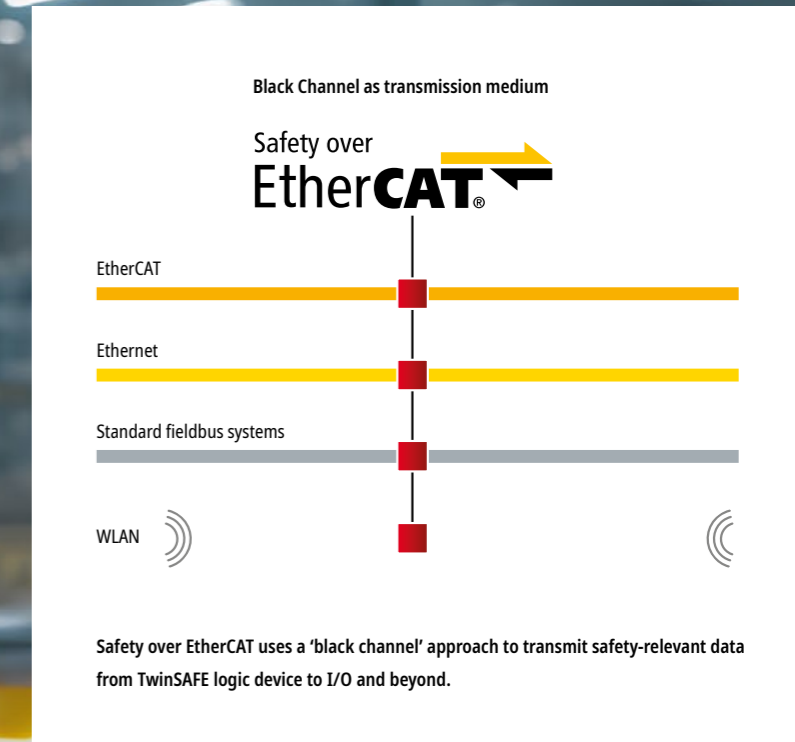 Black Channel as transmission medium
Safety over
EtherCAT®
EtherCAT
Ethernet
Standard fieldbus systems
WLAN
Safety over EtherCAT uses a ‘black channel’ approach to transmit safety-relevant data
from TwinSAFE logic device to I/O and beyond.